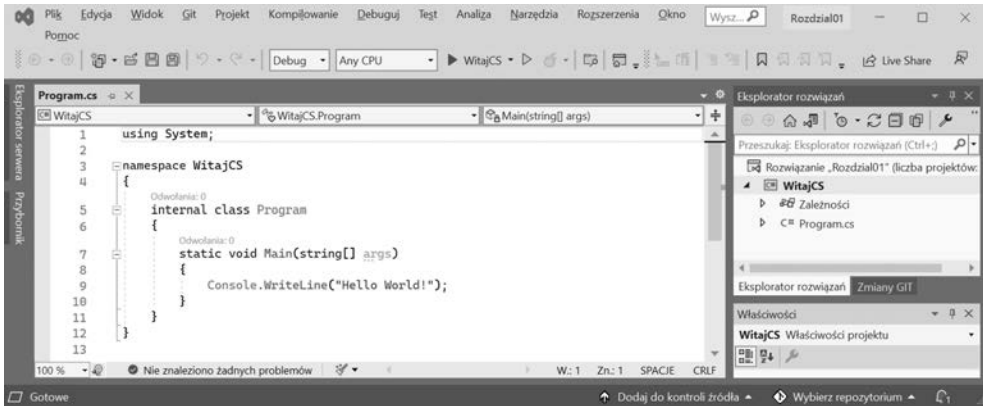 Plik Edycja Widok Git Projekt Kompilowanie Debuguj Test Analiza Narzędzia Rozszerzenia Okno Wysz... Rozdzial01
Pomoc
Debug Any CPU WitajCS Live Share
Eksplorator serwera
Przybornik
Program.cs
WitajCS WitajCS.Program Main(string[] args)
1 using System;
2
3 namespace WitajCS
4 {
Odwołania: 0
5 internal class Program
6 {
Odwołania: 0
7 static void Main(string[] args)
8 {
9 Console.WriteLine("Hello World!");
10 }
11 }
12 }
13
100 % Nie znaleziono żadnych problemów W.: 1 Zn.: 1 SPACJE CRLF
Eksplorator rozwiązań
Przeszukaj: Eksplorator rozwiązań (Ctrl+;)
Rozwiązanie „Rozdzial01" (liczba projektów:
WitajCS
Zależności
C# Program.cs
Eksplorator rozwiązań Zmiany GIT
Właściwości
WitajCS Właściwości projektu
Gotowe Dodaj do kontroli źródła Wybierz repozytorium 1